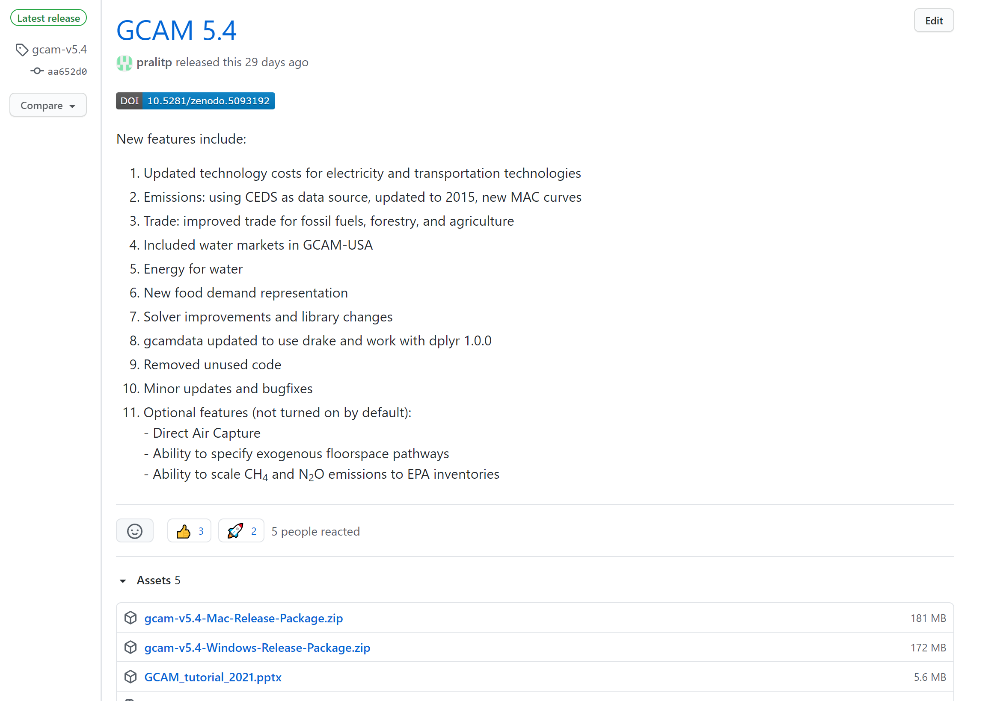 Latest release
gcam-v5.4
aa652d0
Compare
GCAM 5.4
Edit
pralitp released this 29 days ago
DOI 10.5281/zenodo.5093192
New features include:
1. Updated technology costs for electricity and transportation technologies
2. Emissions: using CEDS as data source, updated to 2015, new MAC curves
3. Trade: improved trade for fossil fuels, forestry, and agriculture
4. Included water markets in GCAM-USA
5. Energy for water
6. New food demand representation
7. Solver improvements and library changes
8. gcamdata updated to use drake and work with dplyr 1.0.0
9. Removed unused code
10. Minor updates and bugfixes
11. Optional features (not turned on by default):
- Direct Air Capture
- Ability to specify exogenous floorspace pathways
- Ability to scale CH₄ and N₂O emissions to EPA inventories
👍 3 🚀 2 5 people reacted
Assets 5
gcam-v5.4-Mac-Release-Package.zip 181 MB
gcam-v5.4-Windows-Release-Package.zip 172 MB
GCAM_tutorial_2021.pptx 5.6 MB